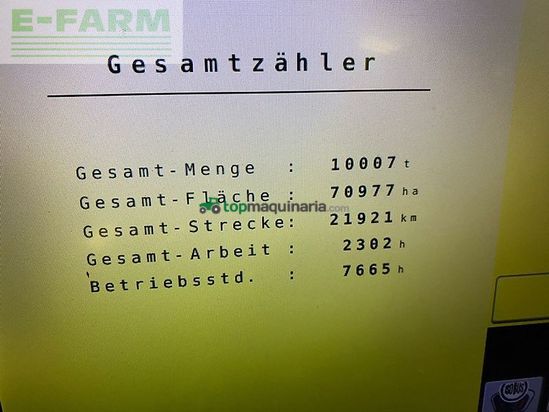 E-FARM
Gesamtzähler
Gesamt-Menge : 10007 t
Gesamt-Fläche : 70977 ha
topmaquinaria.com
Gesamt-Strecke: 21921 km
Gesamt-Arbeit : 2302 h
Betriebsstd. : 7665 h
ISOBUS